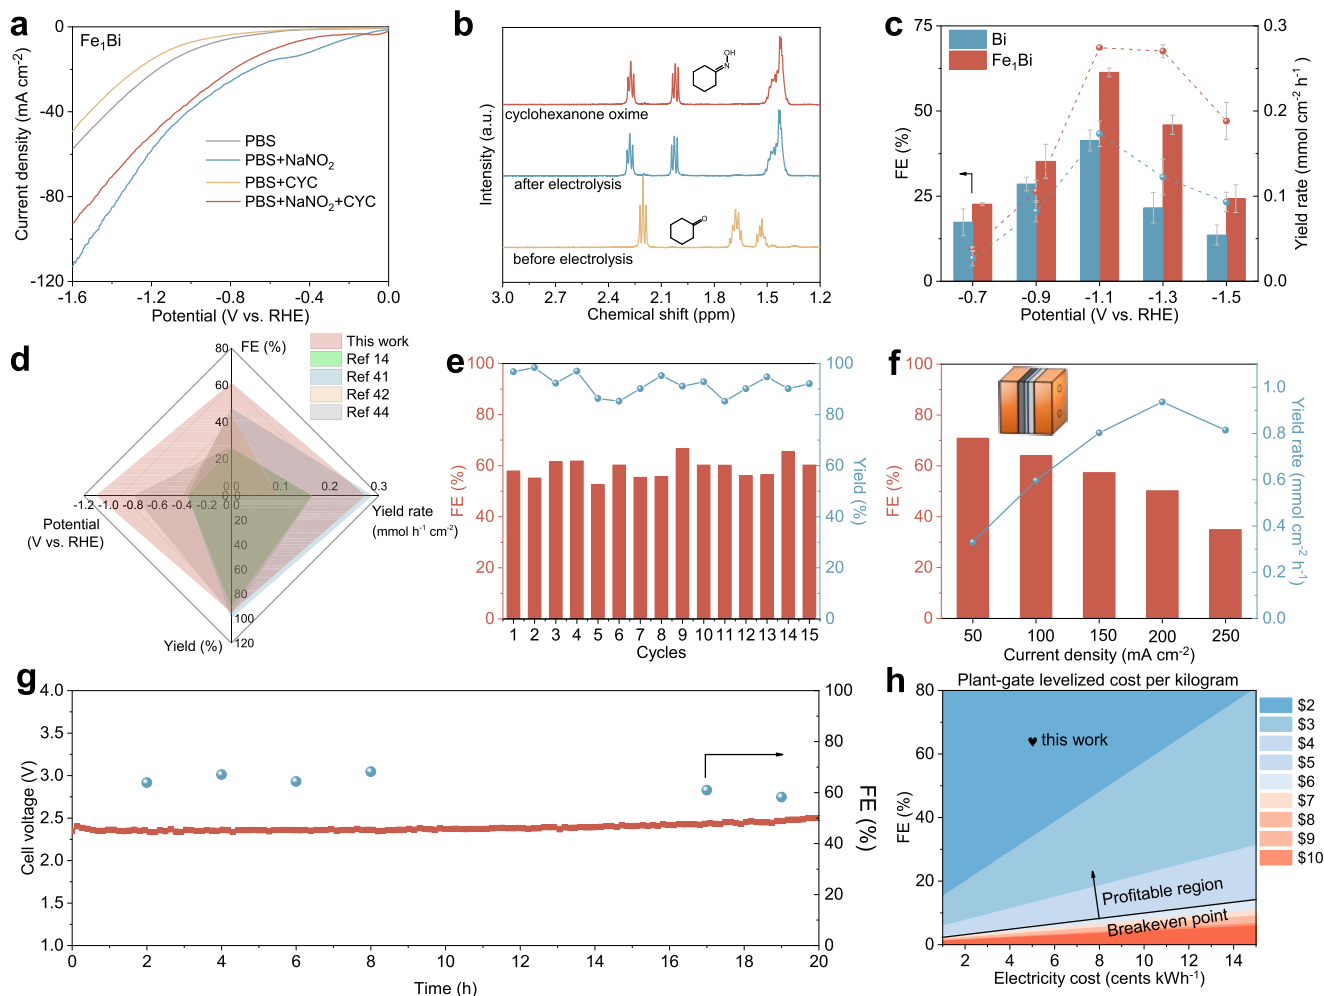 a
Fe₁Bi
Current density (mA cm⁻²)
0
-40
-80
-120
PBS
PBS+NaNO₂
PBS+CYC
PBS+NaNO₂+CYC
-1.6 -1.2 -0.8 -0.4 0.0
Potential (V vs. RHE)
b
Intensity (a.u.)
OH
N
cyclohexanone oxime
after electrolysis
O
before electrolysis
3.0 2.7 2.4 2.1 1.8 1.5 1.2
Chemical shift (ppm)
c
FE (%)
75
50
25
0
Bi
Fe₁Bi
0.3
0.2
0.1
0.0
Yield rate (mmol cm⁻² h⁻¹)
-0.7 -0.9 -1.1 -1.3 -1.5
Potential (V vs. RHE)
d
FE (%)
80
60
40
20
0.0
This work
Ref 14
Ref 41
Ref 42
Ref 44
-1.2 -1.0 -0.8 -0.6 -0.4 -0.2 0.0
0.1 0.2 0.3
Potential
(V vs. RHE)
Yield rate
(mmol h⁻¹ cm⁻²)
20
40
60
80
100
120
Yield (%)
e
FE (%)
100
80
60
40
20
0
100
80
60
40
20
0
Yield (%)
1 2 3 4 5 6 7 8 9 10 11 12 13 14 15
Cycles
f
FE (%)
100
80
60
40
20
0
1.0
0.8
0.6
0.4
0.2
0.0
Yield rate (mmol cm⁻² h⁻¹)
50 100 150 200 250
Current density (mA cm⁻²)
g
Cell voltage (V)
4.0
3.5
3.0
2.5
2.0
1.5
1.0
100
80
60
40
20
0
FE (%)
0 2 4 6 8 10 12 14 16 18 20
Time (h)
h
Plant-gate levelized cost per kilogram
FE (%)
80
60
40
20
0
♥ this work
Profitable region
Breakeven point
2 4 6 8 10 12 14
Electricity cost (cents kWh⁻¹)
$2
$3
$4
$5
$6
$7
$8
$9
$10